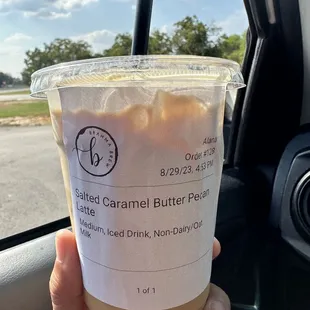 b
Order #128
8/29/23, 4:53 PM
Salted Caramel Butter Pecan
Latte
Medium, Iced Drink, Non-Dairy/Oat
Milk
1 of 1